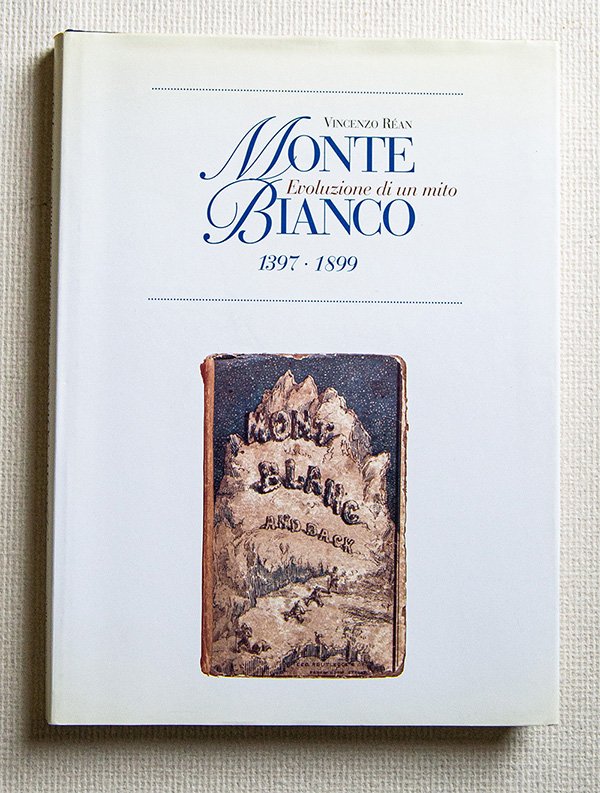 VINCENZO RÉAN
MONTE
Evoluzione di un mito
BIANCO
1397 · 1899
MONT
BLANC
AND BACK